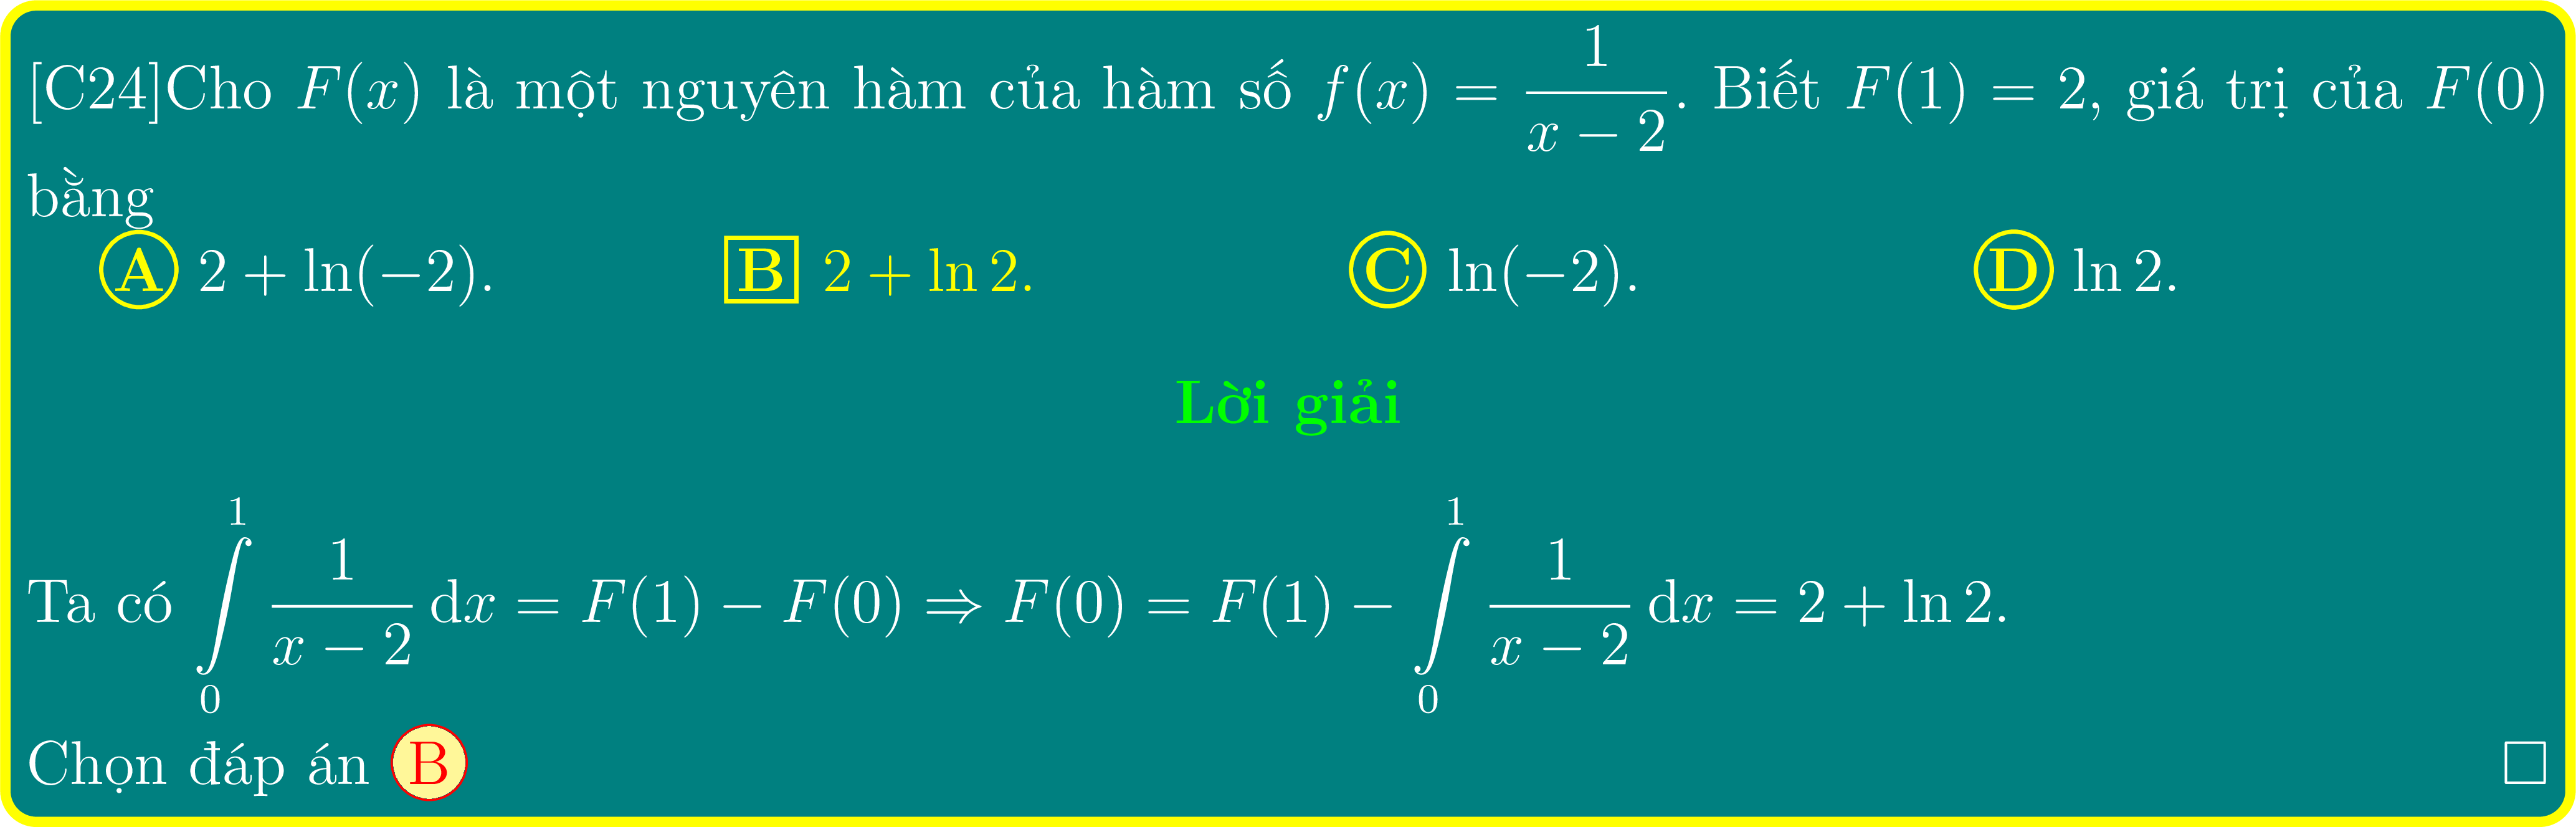 [C24]Cho F(x) là một nguyên hàm của hàm số f(x) = \frac{1}{x − 2}. Biết F(1) = 2, giá trị của F(0)
bằng
A 2 + ln(−2). B 2 + ln 2. C ln(−2). D ln 2.
Lời giải
Ta có \int_0^1 \frac{1}{x − 2} dx = F(1) − F(0) ⇒ F(0) = F(1) − \int_0^1 \frac{1}{x − 2} dx = 2 + ln 2.
Chọn đáp án B □